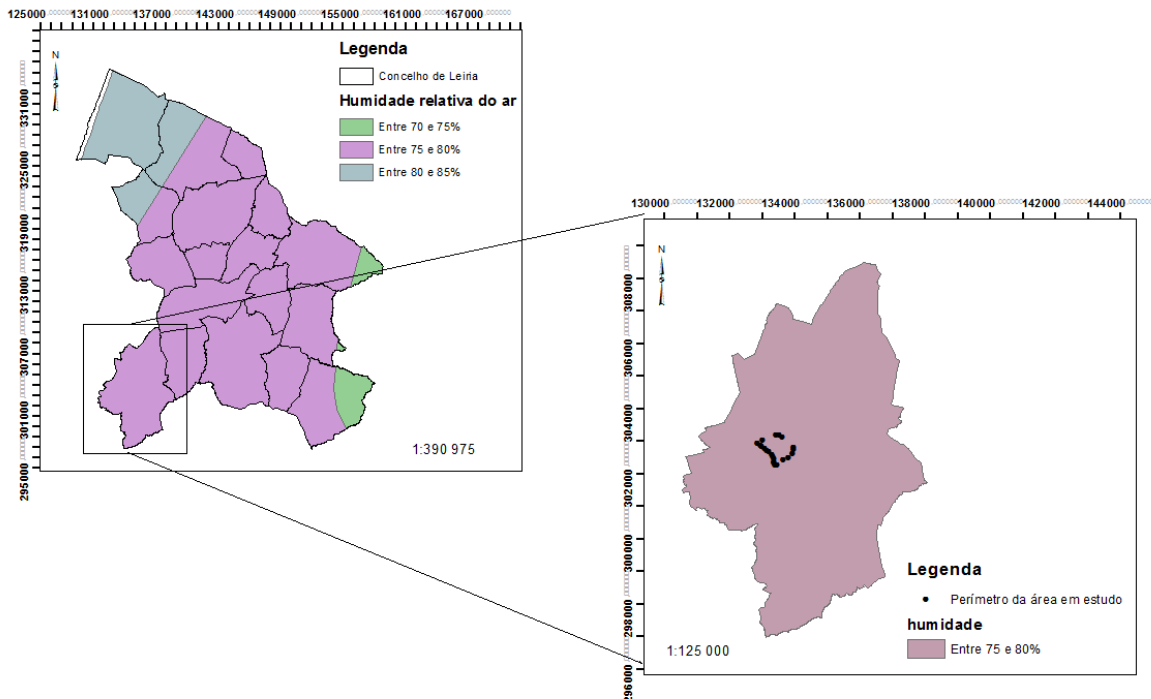 125000 131000 137000 143000 149000 155000 161000 167000
331000
325000
319000
313000
307000
301000
295000
N
Legenda
Concelho de Leiria
Humidade relativa do ar
Entre 70 e 75%
Entre 75 e 80%
Entre 80 e 85%
1:390 975
130000 132000 134000 136000 138000 140000 142000 144000
308000
306000
304000
302000
300000
298000
296000
N
Legenda
Perímetro da área em estudo
humidade
Entre 75 e 80%
1:125 000